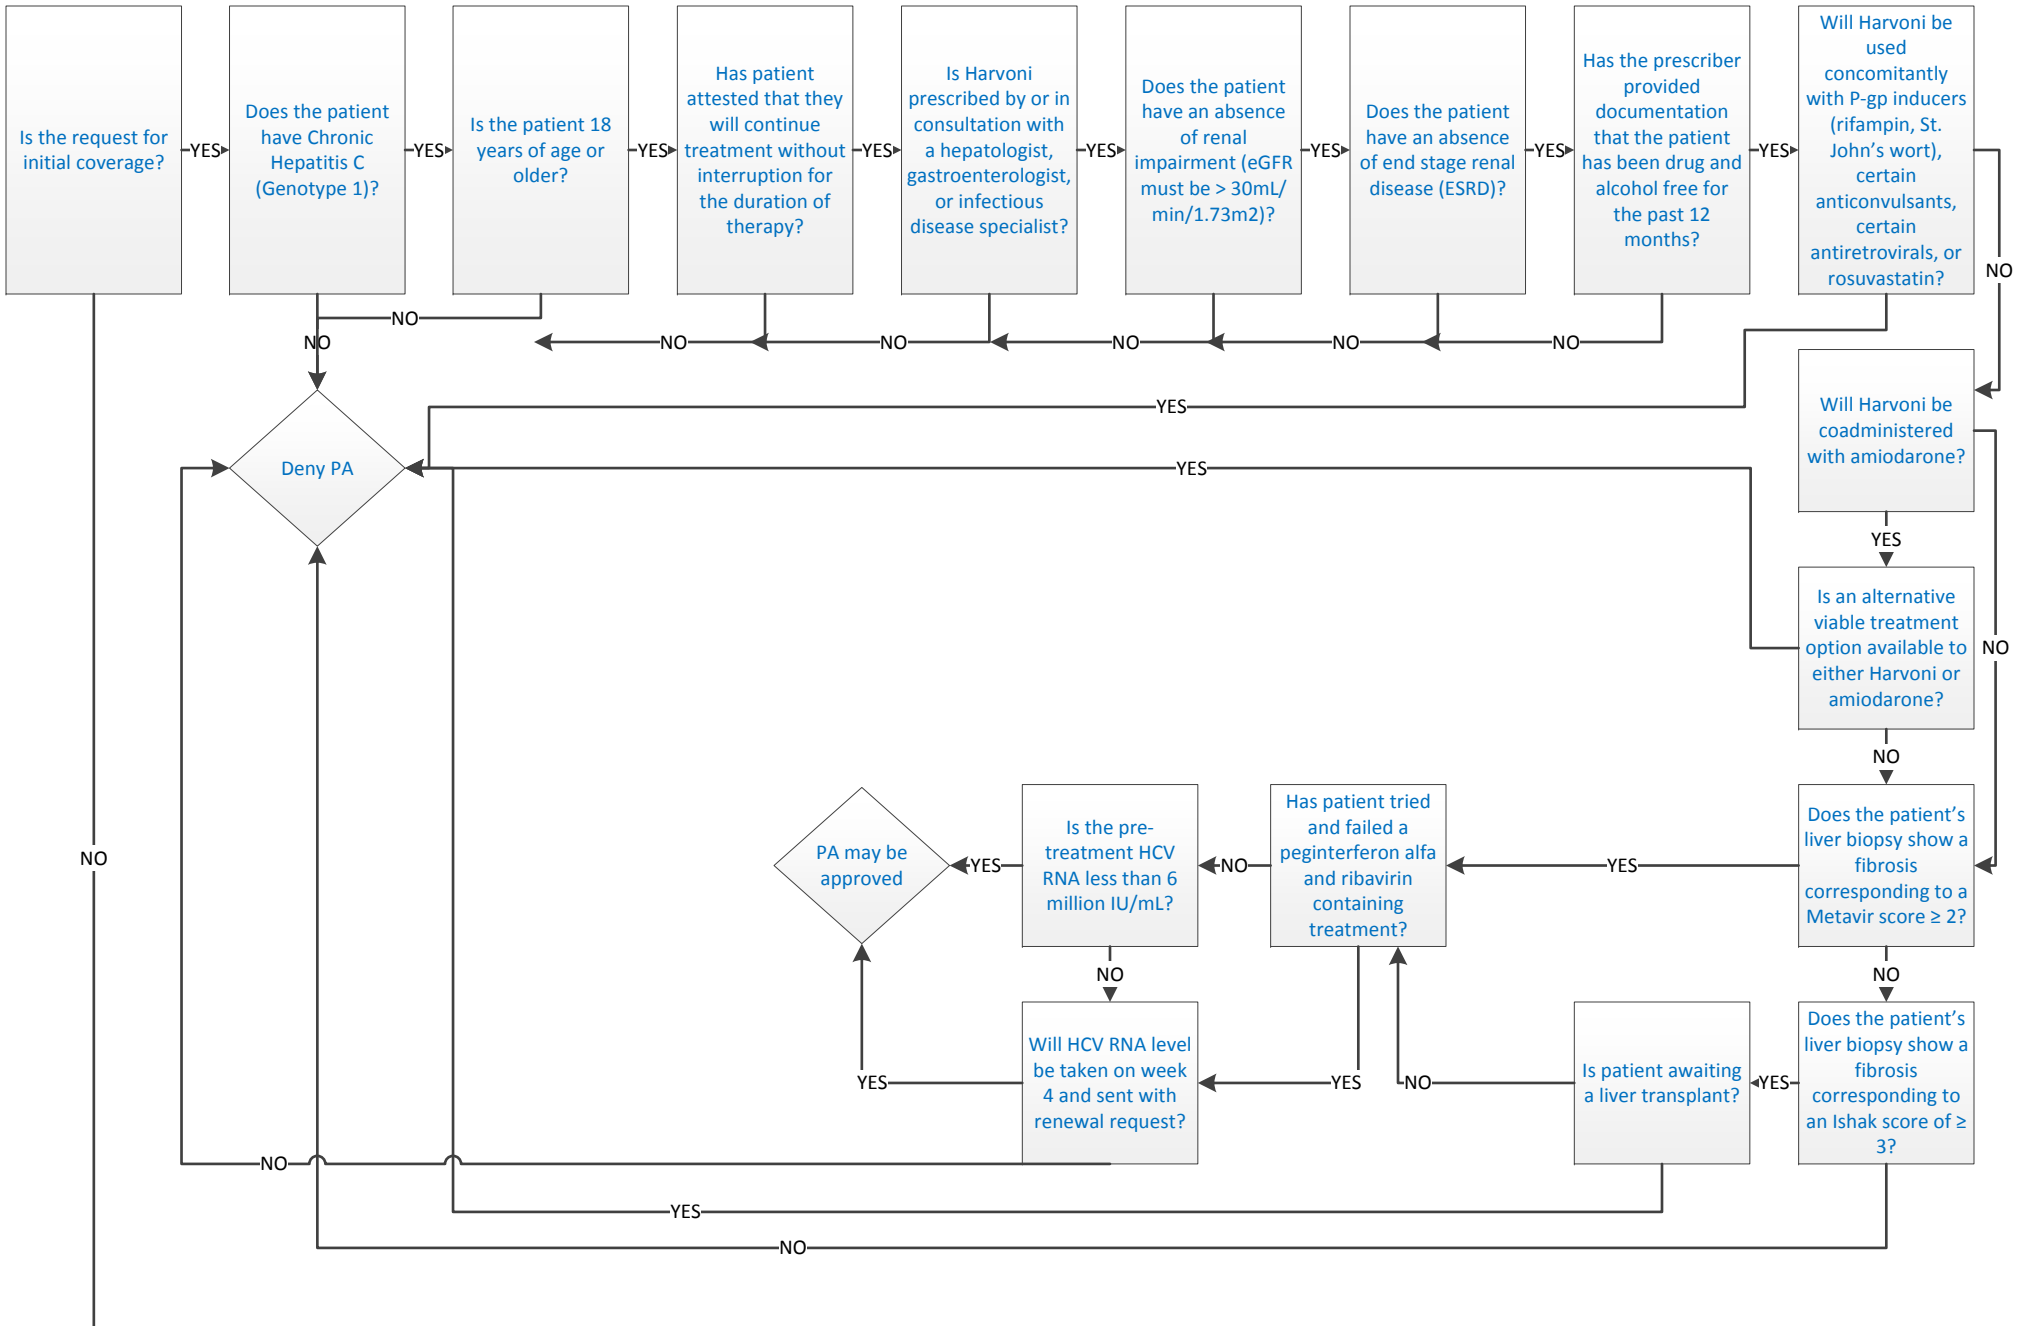 Is the request for
initial coverage?
YES
Does the patient
have Chronic
Hepatitis C
(Genotype 1)?
YES
Is the patient 18
years of age or
older?
YES
Has patient
attested that they
will continue
treatment without
interruption for
the duration of
therapy?
YES
Is Harvoni
prescribed by or in
consultation with
a hepatologist,
gastroenterologist,
or infectious
disease specialist?
YES
Does the patient
have an absence
of renal
impairment (eGFR
must be > 30mL/
min/1.73m2)?
YES
Does the patient
have an absence
of end stage renal
disease (ESRD)?
YES
Has the prescriber
provided
documentation
that the patient
has been drug and
alcohol free for
the past 12
months?
YES
Will Harvoni be
used
concomitantly
with P-gp inducers
(rifampin, St.
John's wort),
certain
anticonvulsants,
certain
antiretrovirals, or
rosuvastatin?
NO
NO
NO
NO
NO
NO
NO
NO
YES
Will Harvoni be
coadministered
with amiodarone?
Deny PA
YES
YES
NO
Is an alternative
viable treatment
option available to
either Harvoni or
amiodarone?
NO
Does the patient's
liver biopsy show a
fibrosis
corresponding to a
Metavir score ≥ 2?
YES
Has patient tried
and failed a
peginterferon alfa
and ribavirin
containing
treatment?
NO
Is the pre-
treatment HCV
RNA less than 6
million IU/mL?
YES
PA may be
approved
NO
NO
NO
Does the patient's
liver biopsy show a
fibrosis
corresponding to
an Ishak score of ≥
3?
YES
Is patient awaiting
a liver transplant?
NO
YES
Will HCV RNA level
be taken on week
4 and sent with
renewal request?
YES
NO
YES
NO